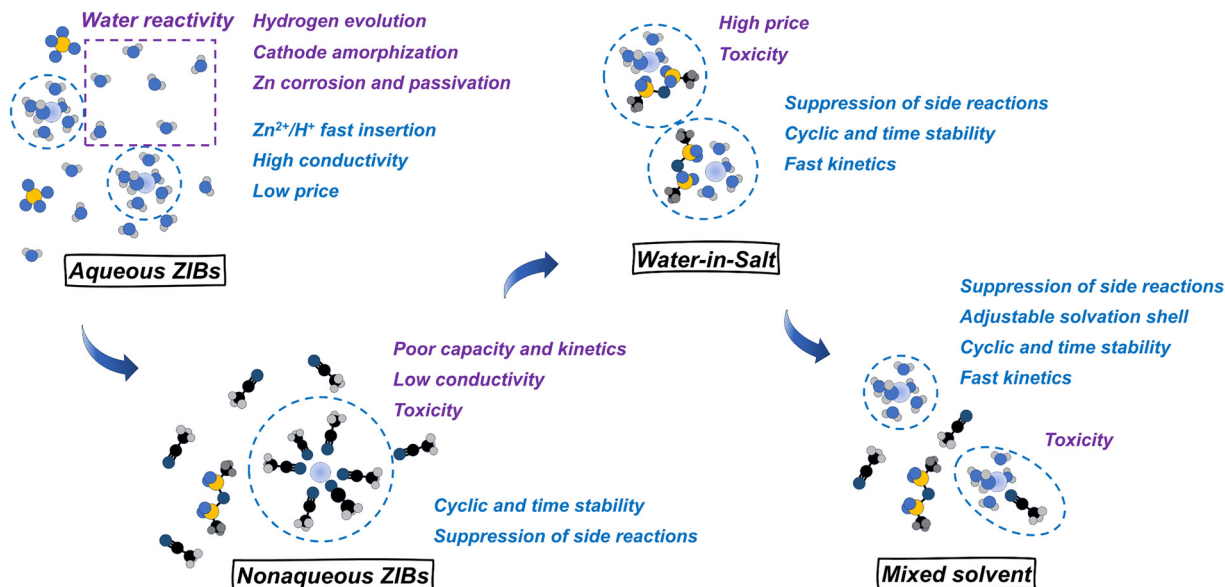 Water reactivity
Hydrogen evolution
Cathode amorphization
Zn corrosion and passivation
Zn²⁺/H⁺ fast insertion
High conductivity
Low price
Aqueous ZIBs
High price
Toxicity
Suppression of side reactions
Cyclic and time stability
Fast kinetics
Water-in-Salt
Poor capacity and kinetics
Low conductivity
Toxicity
Cyclic and time stability
Suppression of side reactions
Nonaqueous ZIBs
Suppression of side reactions
Adjustable solvation shell
Cyclic and time stability
Fast kinetics
Toxicity
Mixed solvent